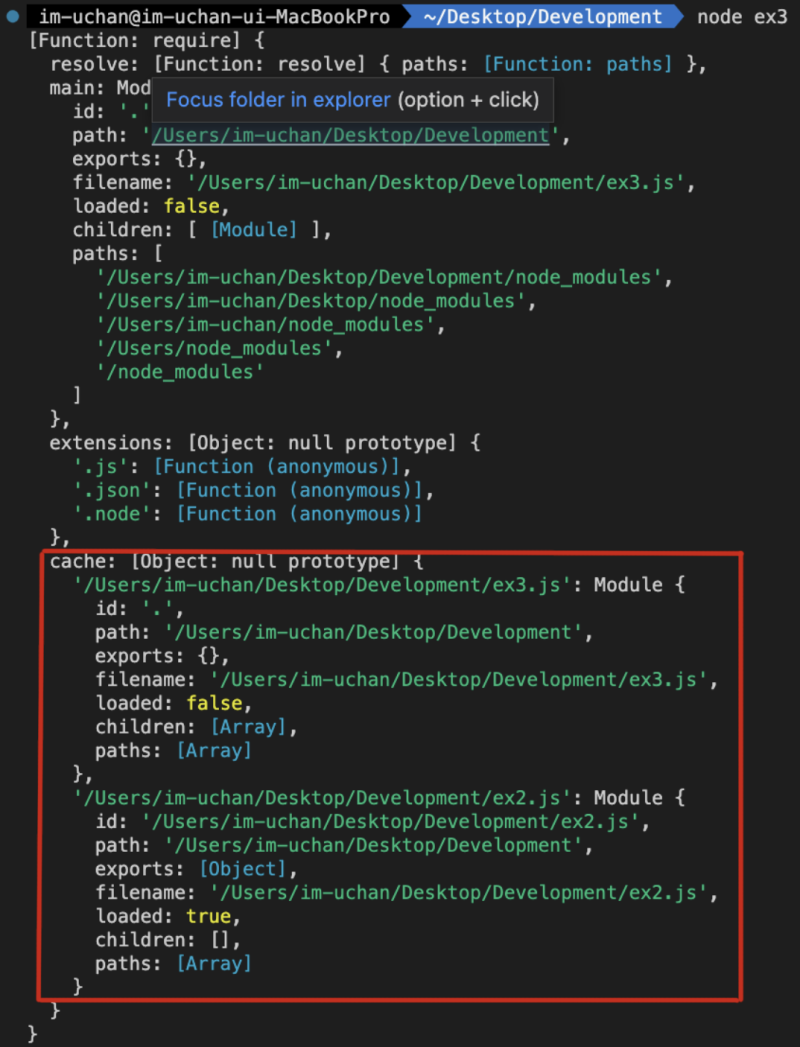 im-uchan@im-uchan-ui-MacBookPro ~/Desktop/Development node ex3
[Function: require] {
  resolve: [Function: resolve] { paths: [Function: paths] },
  main: Mod
Focus folder in explorer (option + click)
    id: '.'
    path: '/Users/im-uchan/Desktop/Development',
    exports: {},
    filename: '/Users/im-uchan/Desktop/Development/ex3.js',
    loaded: false,
    children: [ [Module] ],
    paths: [
      '/Users/im-uchan/Desktop/Development/node_modules',
      '/Users/im-uchan/Desktop/node_modules',
      '/Users/im-uchan/node_modules',
      '/Users/node_modules',
      '/node_modules'
    ]
  },
  extensions: [Object: null prototype] {
    '.js': [Function (anonymous)],
    '.json': [Function (anonymous)],
    '.node': [Function (anonymous)]
  },
  cache: [Object: null prototype] {
    '/Users/im-uchan/Desktop/Development/ex3.js': Module {
      id: '.',
      path: '/Users/im-uchan/Desktop/Development',
      exports: {},
      filename: '/Users/im-uchan/Desktop/Development/ex3.js',
      loaded: false,
      children: [Array],
      paths: [Array]
    },
    '/Users/im-uchan/Desktop/Development/ex2.js': Module {
      id: '/Users/im-uchan/Desktop/Development/ex2.js',
      path: '/Users/im-uchan/Desktop/Development',
      exports: [Object],
      filename: '/Users/im-uchan/Desktop/Development/ex2.js',
      loaded: true,
      children: [],
      paths: [Array]
    }
  }
}